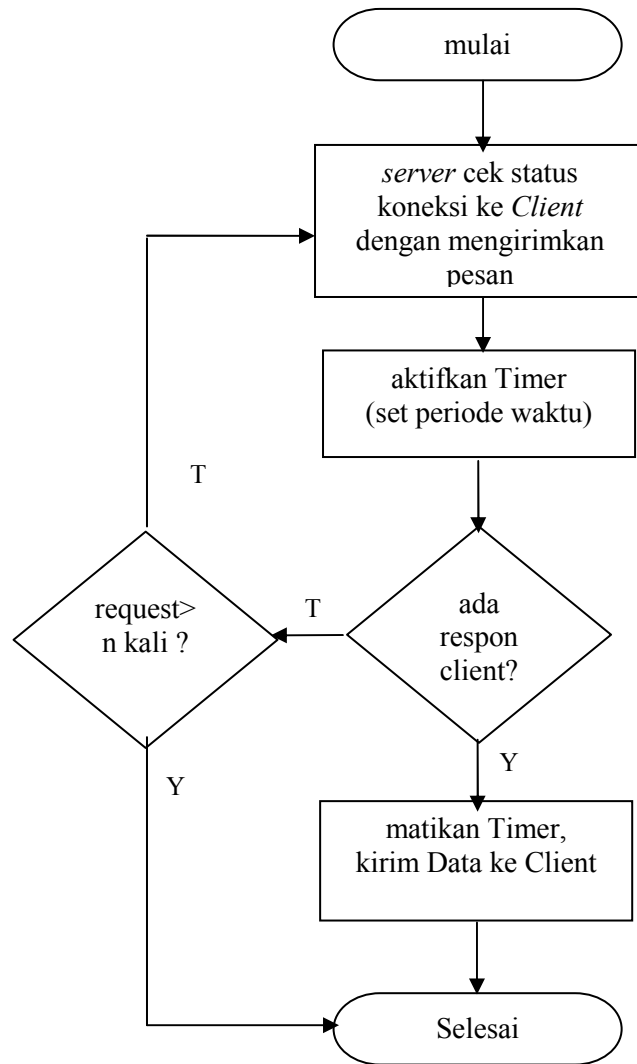 mulai
server cek status
koneksi ke Client
dengan mengirimkan
pesan
aktifkan Timer
(set periode waktu)
T
request>
n kali ?
T
ada
respon
client?
Y
Y
matikan Timer,
kirim Data ke Client
Selesai